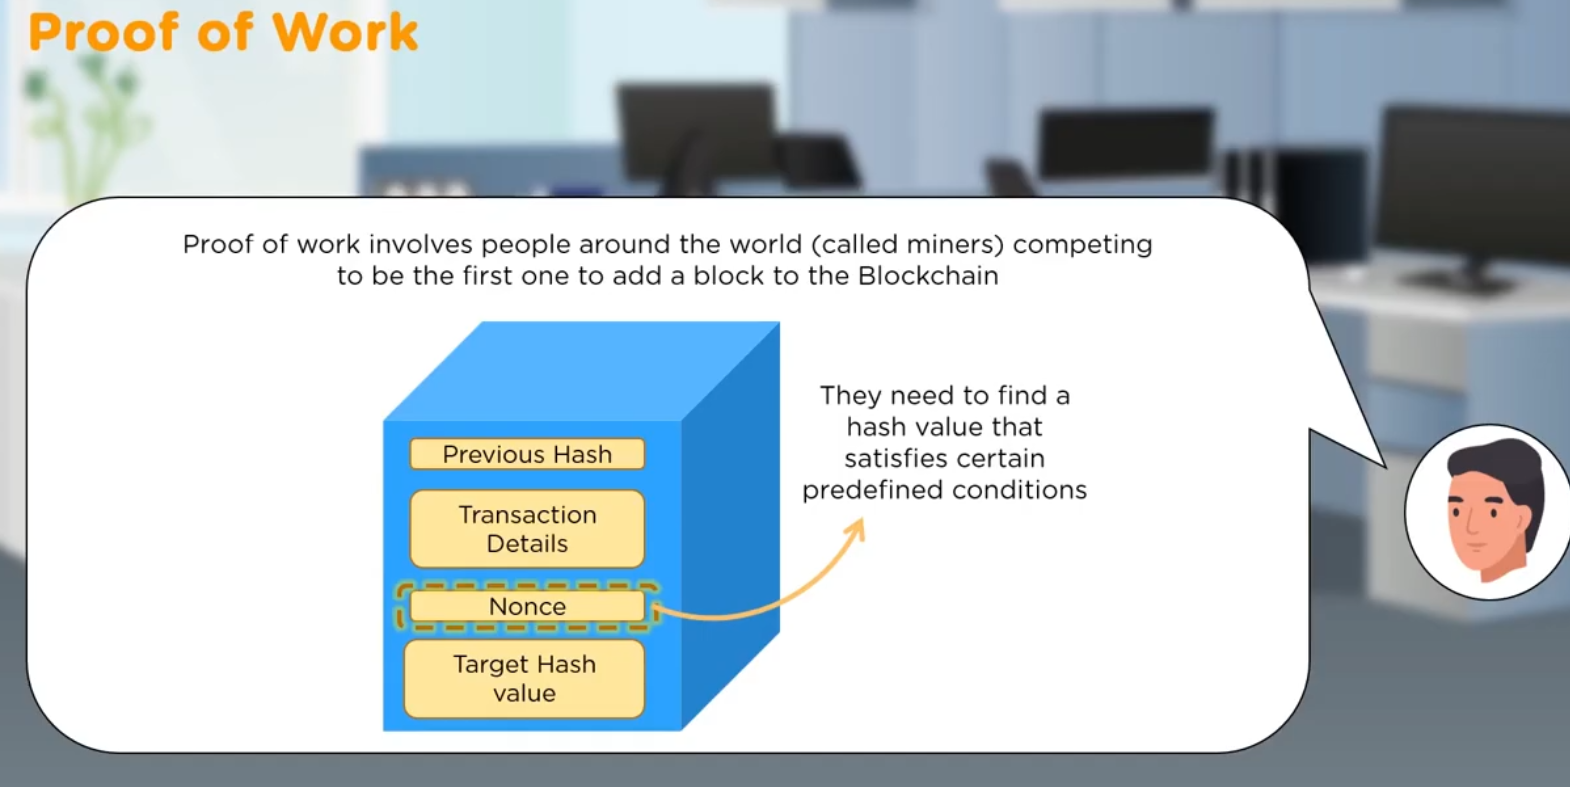 Proof of Work
Proof of work involves people around the world (called miners) competing
to be the first one to add a block to the Blockchain
Previous Hash
Transaction
Details
Nonce
Target Hash
value
They need to find a
hash value that
satisfies certain
predefined conditions